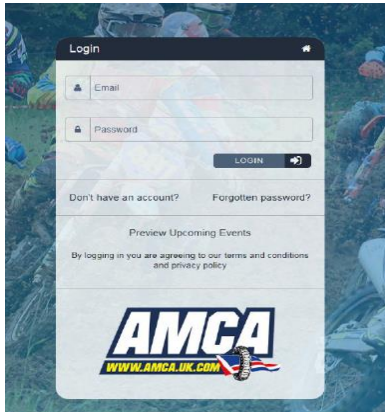 Login
Email
Password
LOGIN
Don't have an account? Forgotten password?
Preview Upcoming Events
By logging in you are agreeing to our terms and conditions
and privacy policy
AMCA
WWW.AMCA.UK.COM